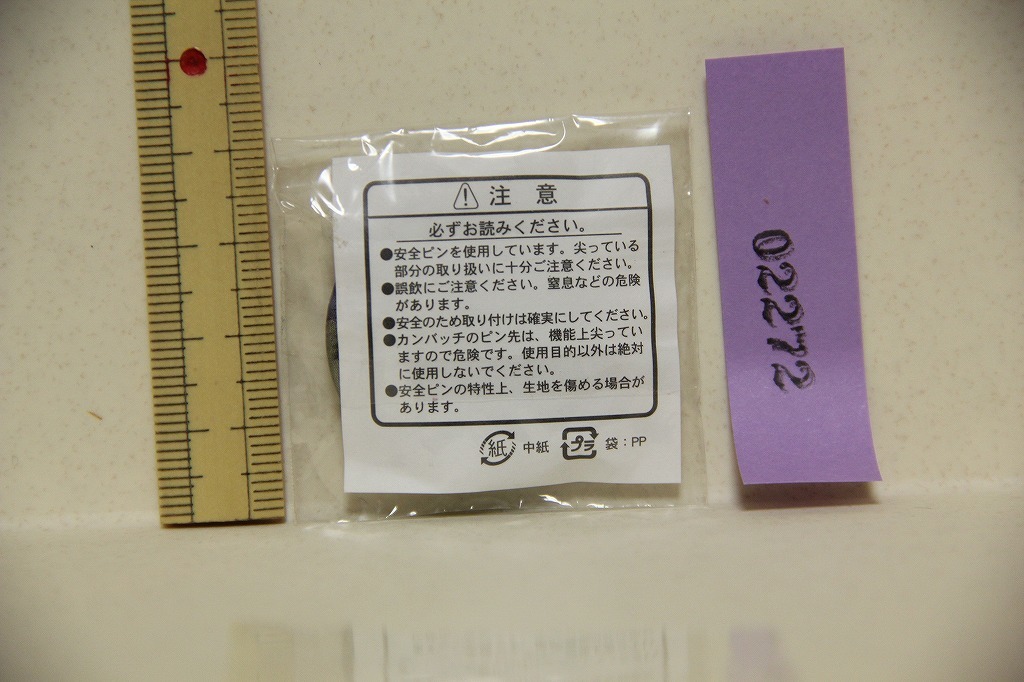 注 意
必ずお読みください。
●安全ピンを使用しています。尖っている
部分の取り扱いに十分ご注意ください。
●誤飲にご注意ください。窒息などの危険
があります。
●安全のため取り付けは確実にしてください。
●カンバッチのピン先は、機能上尖ってい
ますので危険です。使用目的以外は絶対
に使用しないでください。
●安全ピンの特性上、生地を傷める場合が
あります。
紙 中紙 プラ 袋：PP
02272